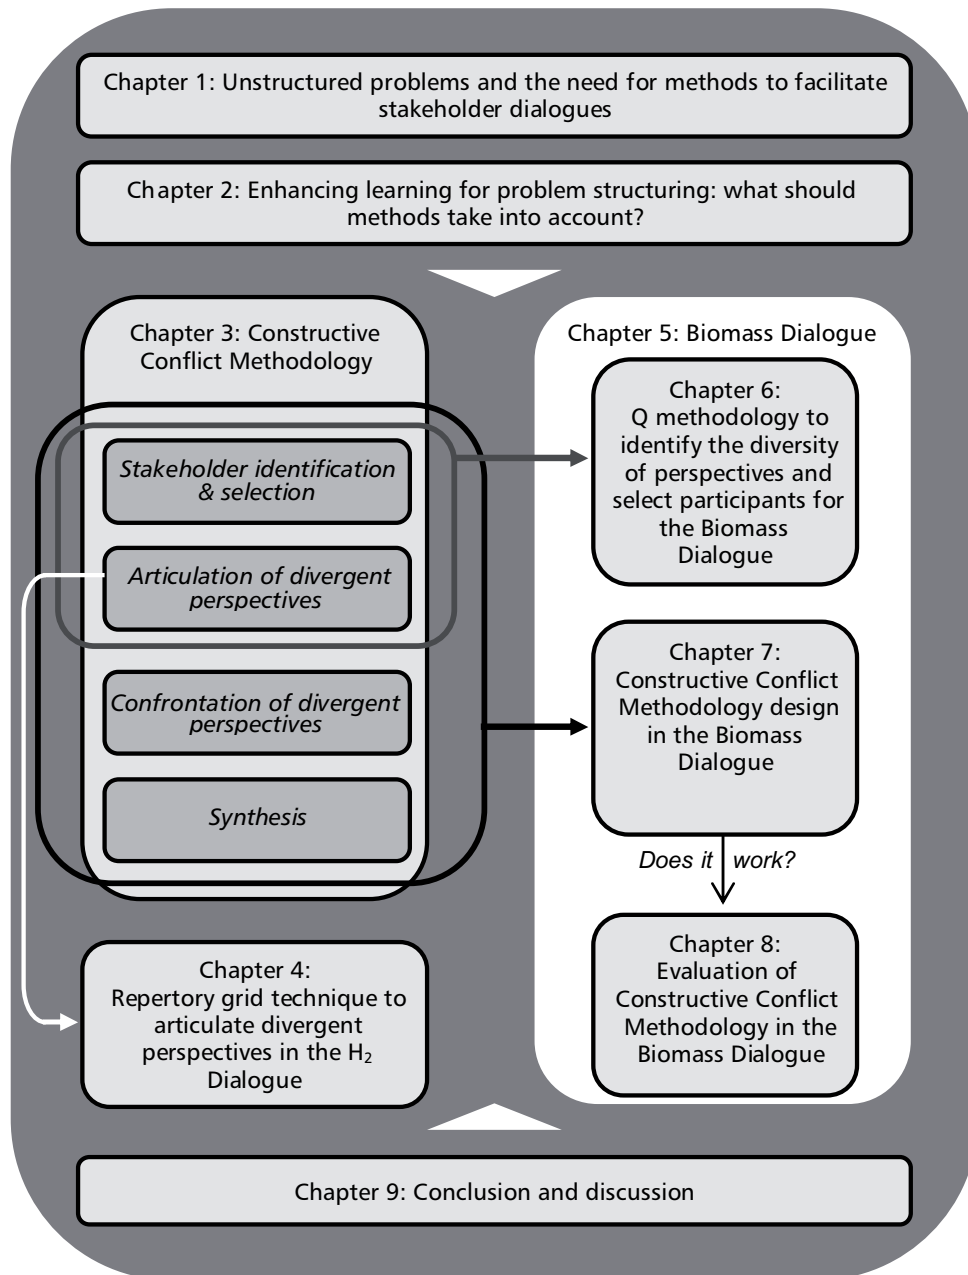 Chapter 1: Unstructured problems and the need for methods to facilitate
stakeholder dialogues
Chapter 2: Enhancing learning for problem structuring: what should
methods take into account?
Chapter 3: Constructive
Conflict Methodology
Stakeholder identification
& selection
Articulation of divergent
perspectives
Confrontation of divergent
perspectives
Synthesis
Chapter 4:
Repertory grid technique to
articulate divergent
perspectives in the H₂
Dialogue
Chapter 5: Biomass Dialogue
Chapter 6:
Q methodology to
identify the diversity
of perspectives and
select participants for
the Biomass
Dialogue
Chapter 7:
Constructive Conflict
Methodology design
in the Biomass
Dialogue
Does it work?
Chapter 8:
Evaluation of
Constructive Conflict
Methodology in the
Biomass Dialogue
Chapter 9: Conclusion and discussion